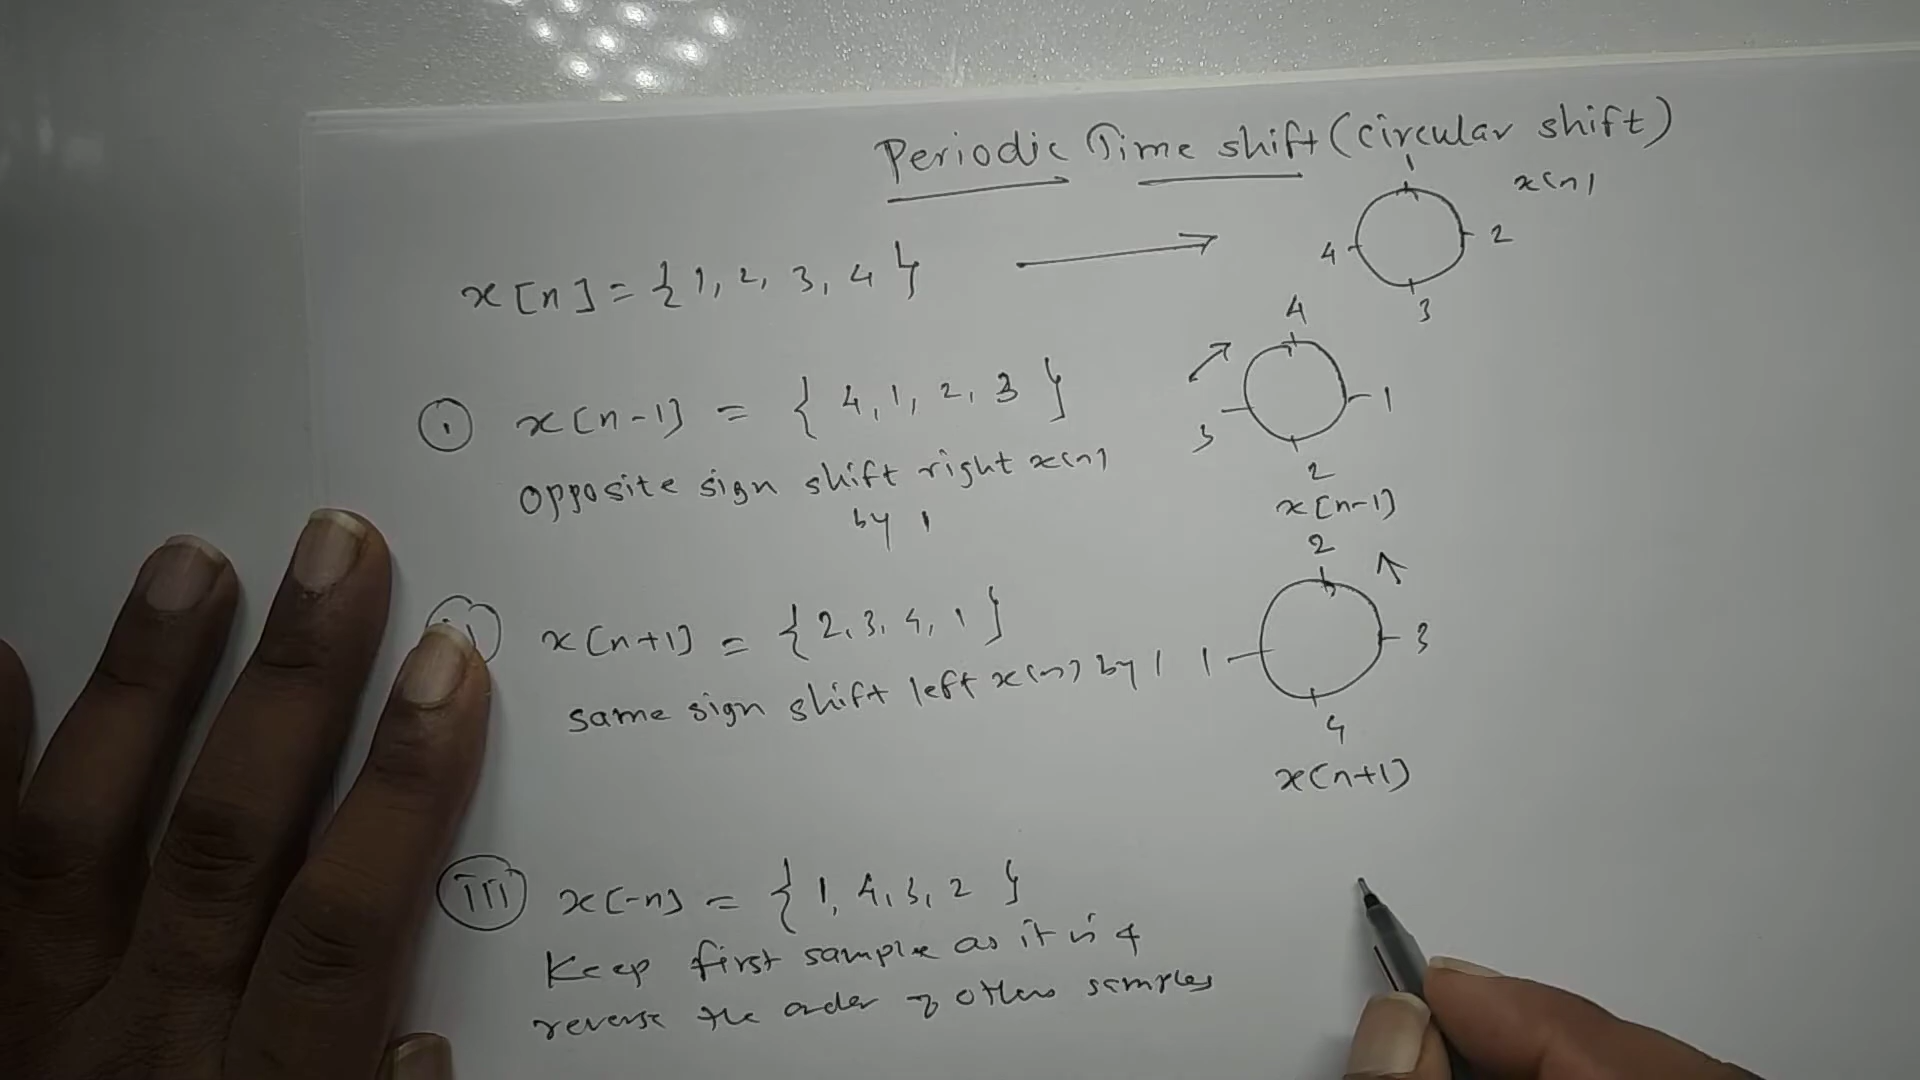 Periodic Time shift (circular shift)
x[n] = {1, 2, 3, 4}
1
x[n]
4
2
3
i
x[n-1] = {4, 1, 2, 3}
opposite sign shift right x[n]
by 1
4
3
1
2
x[n-1]
x[n+1] = {2, 3, 4, 1}
same sign shift left x[n] by 1
2
1
3
4
x[n+1]
III
x[-n] = {1, 4, 3, 2}
Keep first sample as it is &
reverse the order of others samples